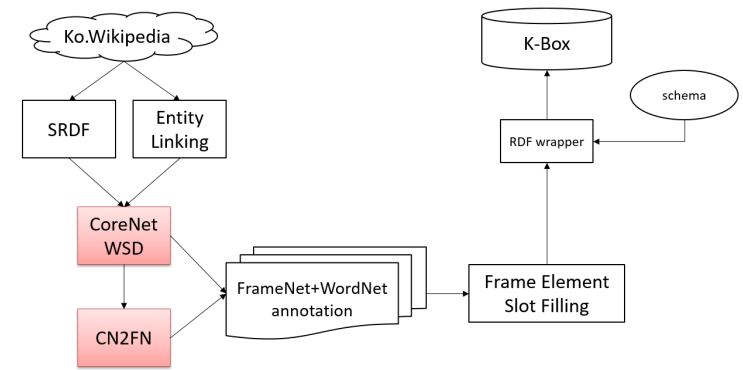 Ko.Wikipedia
K-Box
schema
SRDF
Entity
Linking
RDF wrapper
CoreNet
WSD
FrameNet+WordNet
annotation
Frame Element
Slot Filling
CN2FN